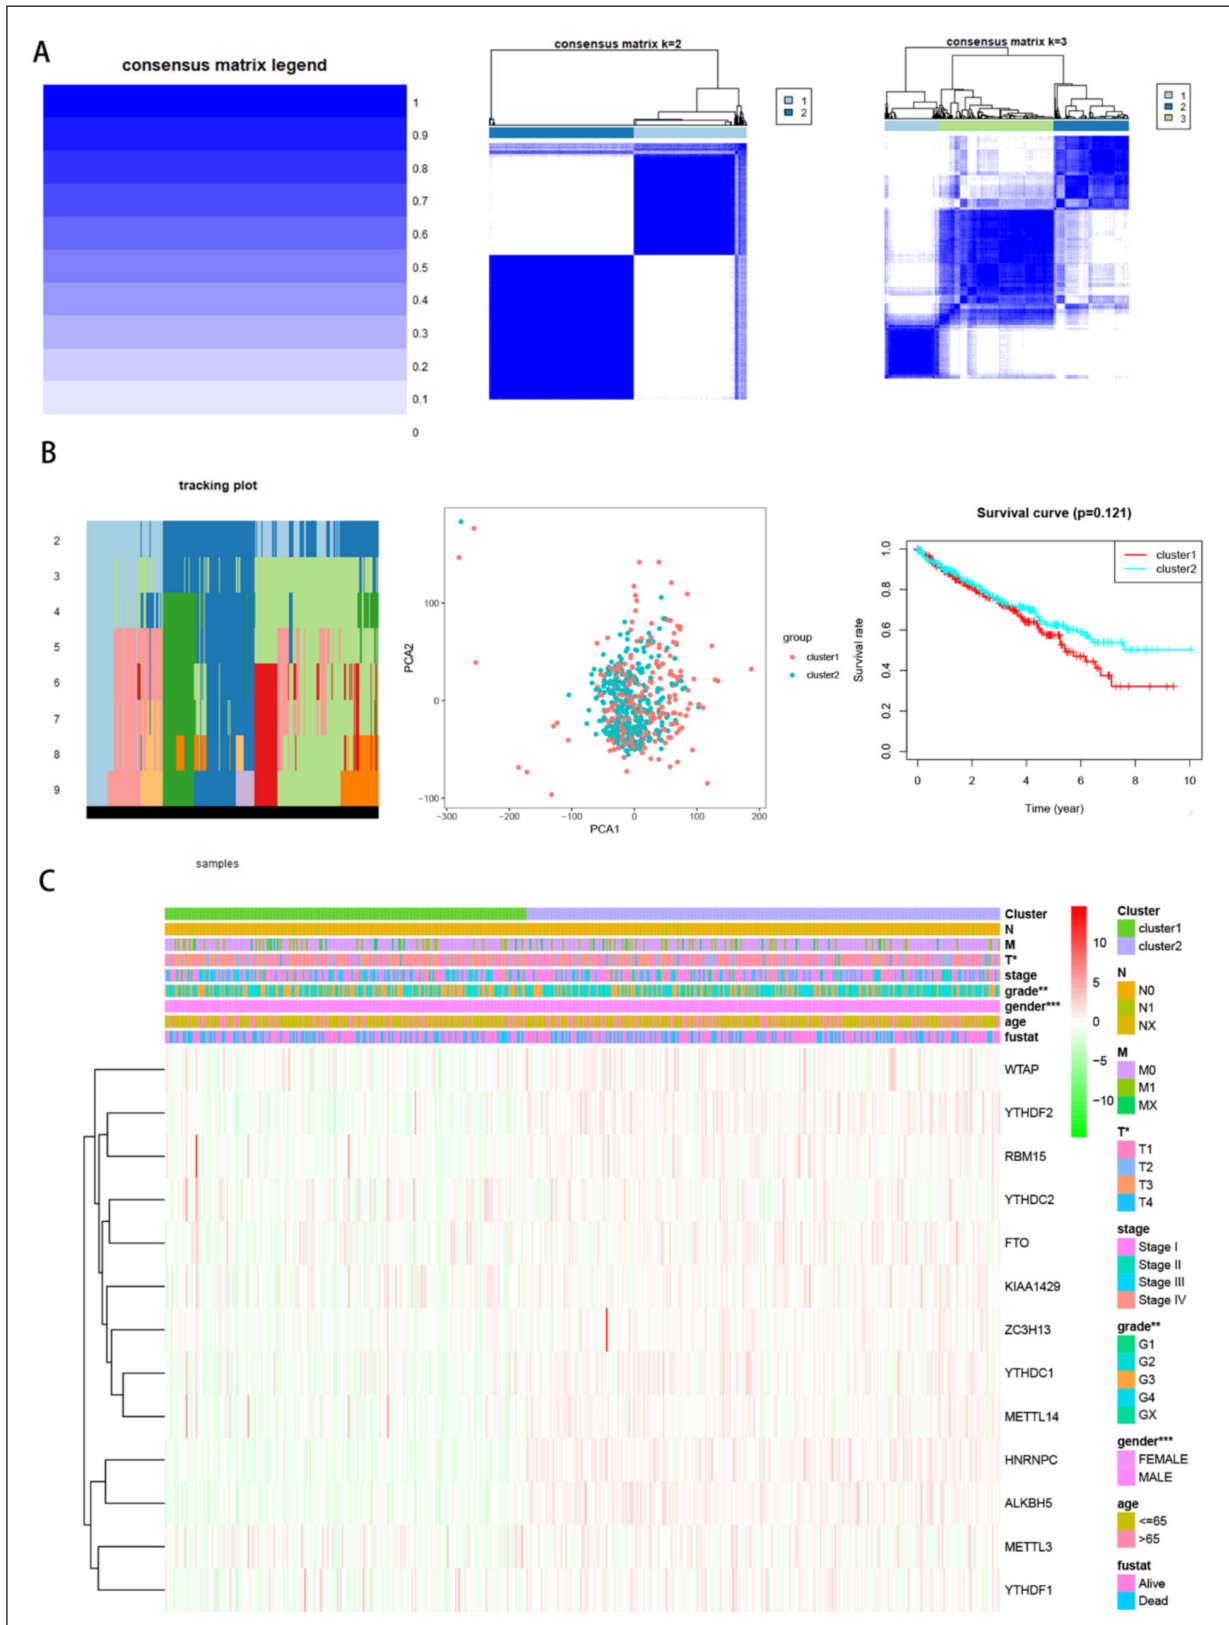 A
consensus matrix legend
1
0.9
0.8
0.7
0.6
0.5
0.4
0.3
0.2
0.1
0
consensus matrix k=2
1
2
consensus matrix k=3
1
2
3
B
tracking plot
2
3
4
5
6
7
8
9
samples
PCA2
100
0
−100
−300
−200
−100
0
100
200
PCA1
group
cluster1
cluster2
Survival curve (p=0.121)
cluster1
cluster2
Survival rate
1.0
0.8
0.6
0.4
0.2
0.0
0
2
4
6
8
10
Time (year)
C
Cluster
N
M
T*
stage
grade**
gender***
age
fustat
WTAP
YTHDF2
RBM15
YTHDC2
FTO
KIAA1429
ZC3H13
YTHDC1
METTL14
HNRNPC
ALKBH5
METTL3
YTHDF1
10
5
0
−5
−10
Cluster
cluster1
cluster2
N
N0
N1
NX
M
M0
M1
MX
T*
T1
T2
T3
T4
stage
Stage I
Stage II
Stage III
Stage IV
grade**
G1
G2
G3
G4
GX
gender***
FEMALE
MALE
age
<=65
>65
fustat
Alive
Dead